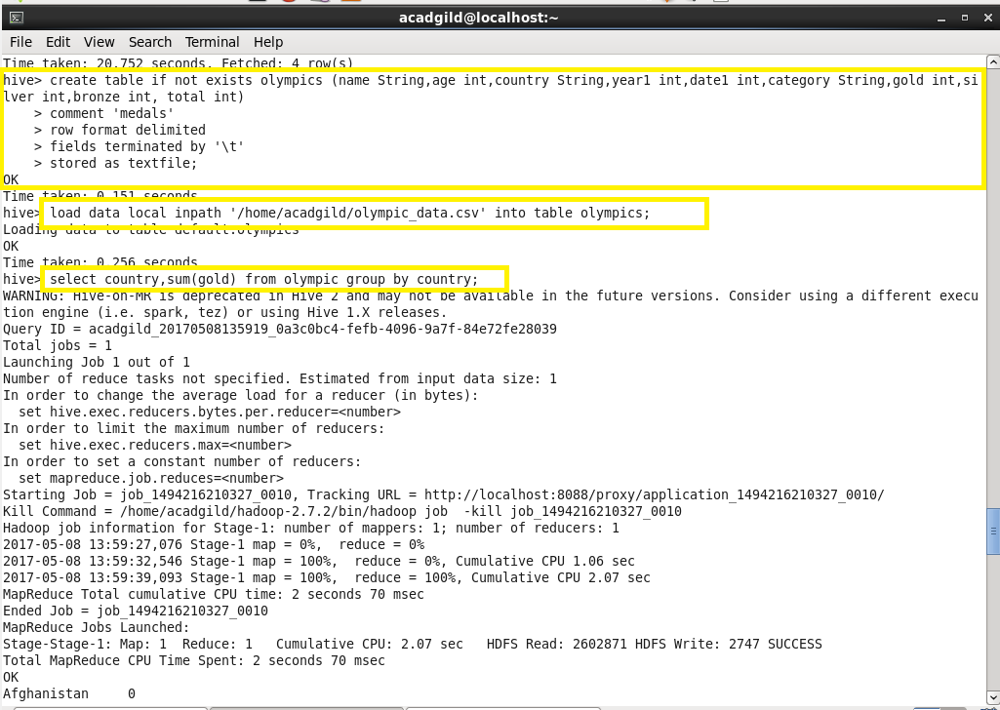 acadgild@localhost:~
File Edit View Search Terminal Help
Time taken: 20.752 seconds, Fetched: 4 row(s)
hive> create table if not exists olympics (name String,age int,country String,year1 int,date1 int,category String,gold int,si
lver int,bronze int, total int)
    > comment 'medals'
    > row format delimited
    > fields terminated by '\t'
    > stored as textfile;
OK
Time taken: 0.151 seconds
hive> load data local inpath '/home/acadgild/olympic_data.csv' into table olympics;
Loading data to table default.olympics
OK
Time taken: 0.256 seconds
hive> select country,sum(gold) from olympic group by country;
WARNING: Hive-on-MR is deprecated in Hive 2 and may not be available in the future versions. Consider using a different execu
tion engine (i.e. spark, tez) or using Hive 1.X releases.
Query ID = acadgild_20170508135919_0a3c0bc4-fefb-4096-9a7f-84e72fe28039
Total jobs = 1
Launching Job 1 out of 1
Number of reduce tasks not specified. Estimated from input data size: 1
In order to change the average load for a reducer (in bytes):
  set hive.exec.reducers.bytes.per.reducer=<number>
In order to limit the maximum number of reducers:
  set hive.exec.reducers.max=<number>
In order to set a constant number of reducers:
  set mapreduce.job.reduces=<number>
Starting Job = job_1494216210327_0010, Tracking URL = http://localhost:8088/proxy/application_1494216210327_0010/
Kill Command = /home/acadgild/hadoop-2.7.2/bin/hadoop job  -kill job_1494216210327_0010
Hadoop job information for Stage-1: number of mappers: 1; number of reducers: 1
2017-05-08 13:59:27,076 Stage-1 map = 0%,  reduce = 0%
2017-05-08 13:59:32,546 Stage-1 map = 100%,  reduce = 0%, Cumulative CPU 1.06 sec
2017-05-08 13:59:39,093 Stage-1 map = 100%,  reduce = 100%, Cumulative CPU 2.07 sec
MapReduce Total cumulative CPU time: 2 seconds 70 msec
Ended Job = job_1494216210327_0010
MapReduce Jobs Launched:
Stage-Stage-1: Map: 1  Reduce: 1   Cumulative CPU: 2.07 sec   HDFS Read: 2602871 HDFS Write: 2747 SUCCESS
Total MapReduce CPU Time Spent: 2 seconds 70 msec
OK
Afghanistan     0